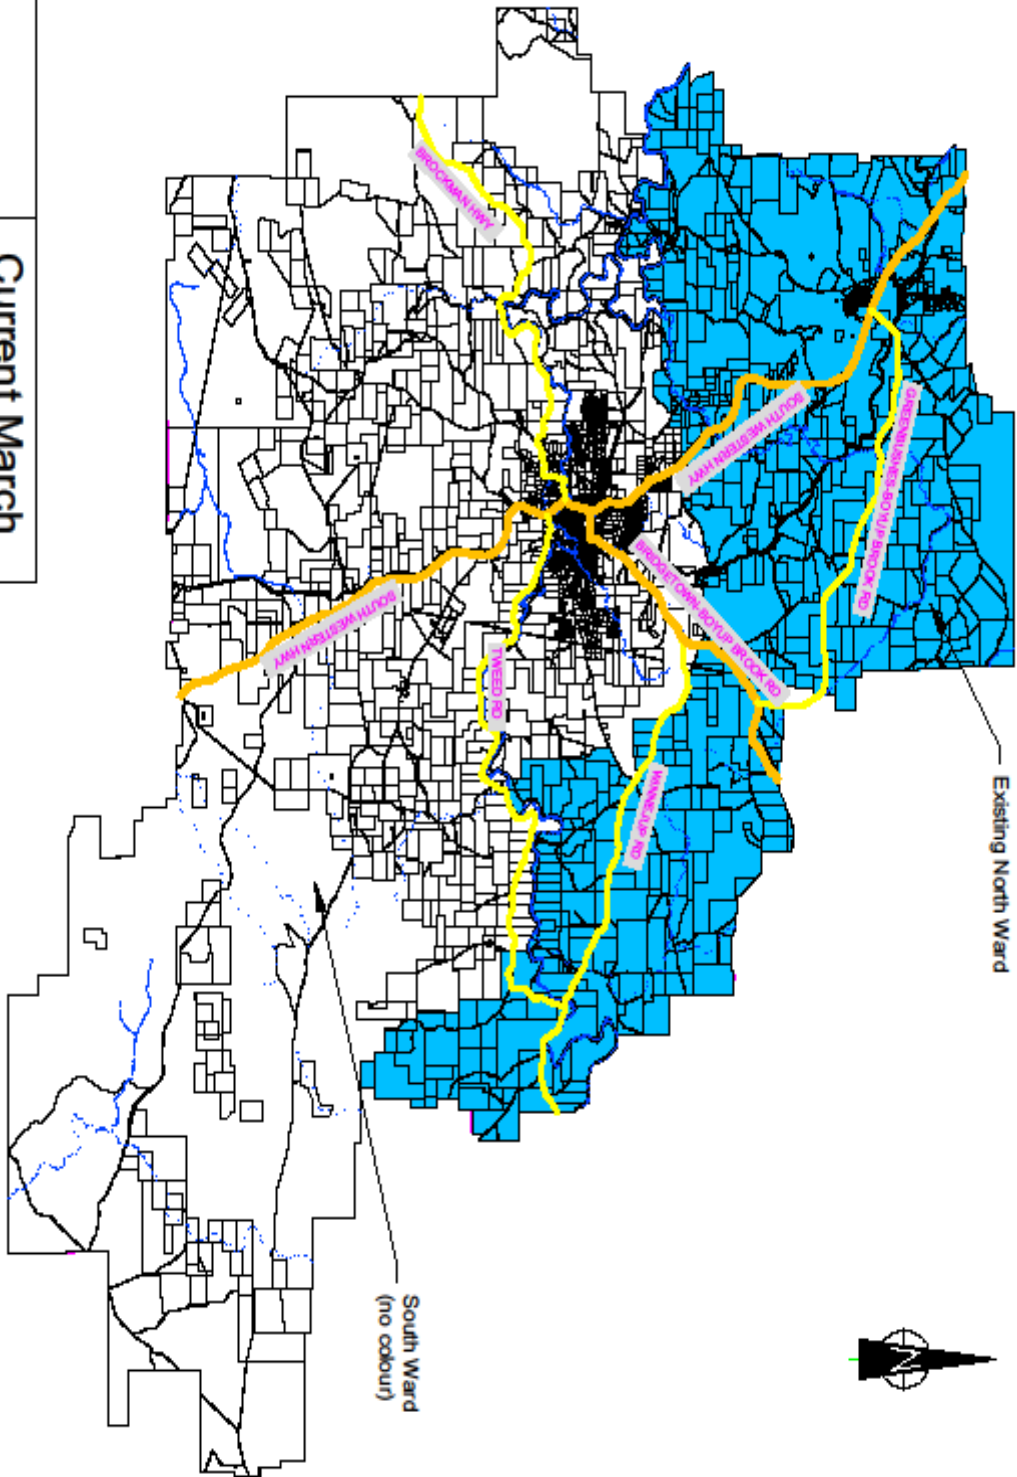 Current March
Existing North Ward
South Ward
(no colour)
N
GREENBUSHES-BOYUP BROOK RD
SOUTH WESTERN HWY
BRIDGETOWN-BOYUP BROOK RD
WINNEJUP RD
BROCKMAN HWY
TWEED RD
SOUTH WESTERN HWY